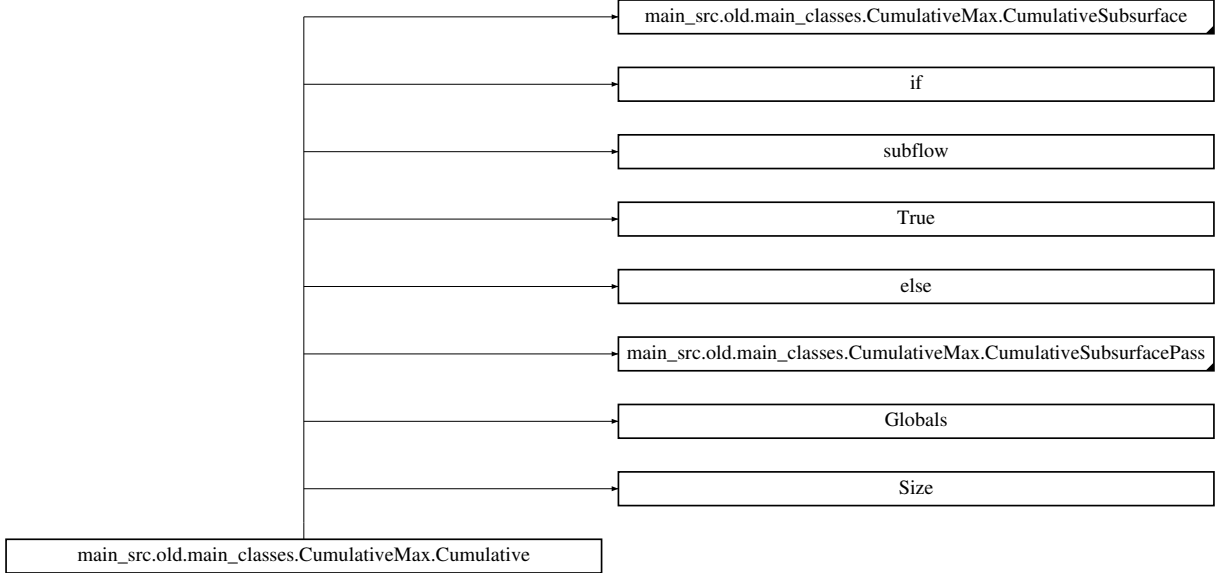 main_src.old.main_classes.CumulativeMax.CumulativeSubsurface
if
subflow
True
else
main_src.old.main_classes.CumulativeMax.CumulativeSubsurfacePass
Globals
Size
main_src.old.main_classes.CumulativeMax.Cumulative